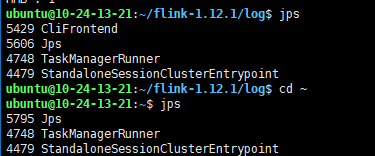 ubuntu@10-24-13-21:~/flink-1.12.1/log$ jps
5429 CliFrontend
5606 Jps
4748 TaskManagerRunner
4479 StandaloneSessionClusterEntrypoint
ubuntu@10-24-13-21:~/flink-1.12.1/log$ cd ~
ubuntu@10-24-13-21:~$ jps
5795 Jps
4748 TaskManagerRunner
4479 StandaloneSessionClusterEntrypoint